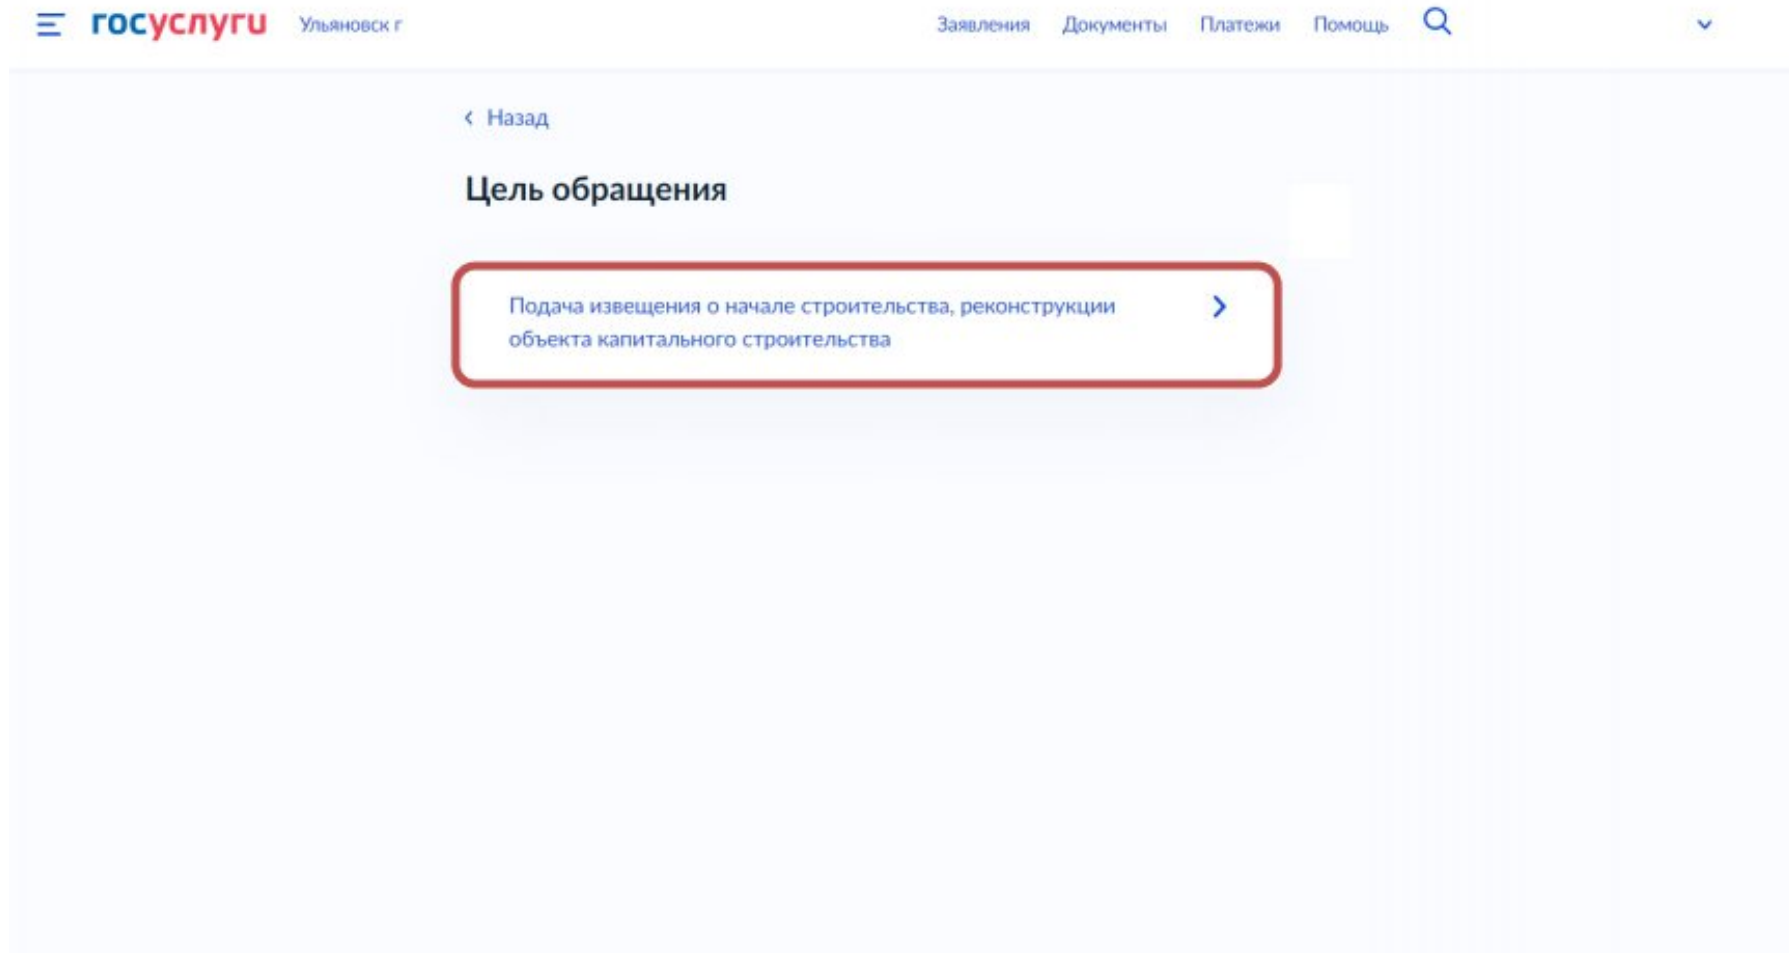 госуслуги Ульяновск г Заявления Документы Платежи Помощь
Назад
Цель обращения
Подача извещения о начале строительства, реконструкции
объекта капитального строительства